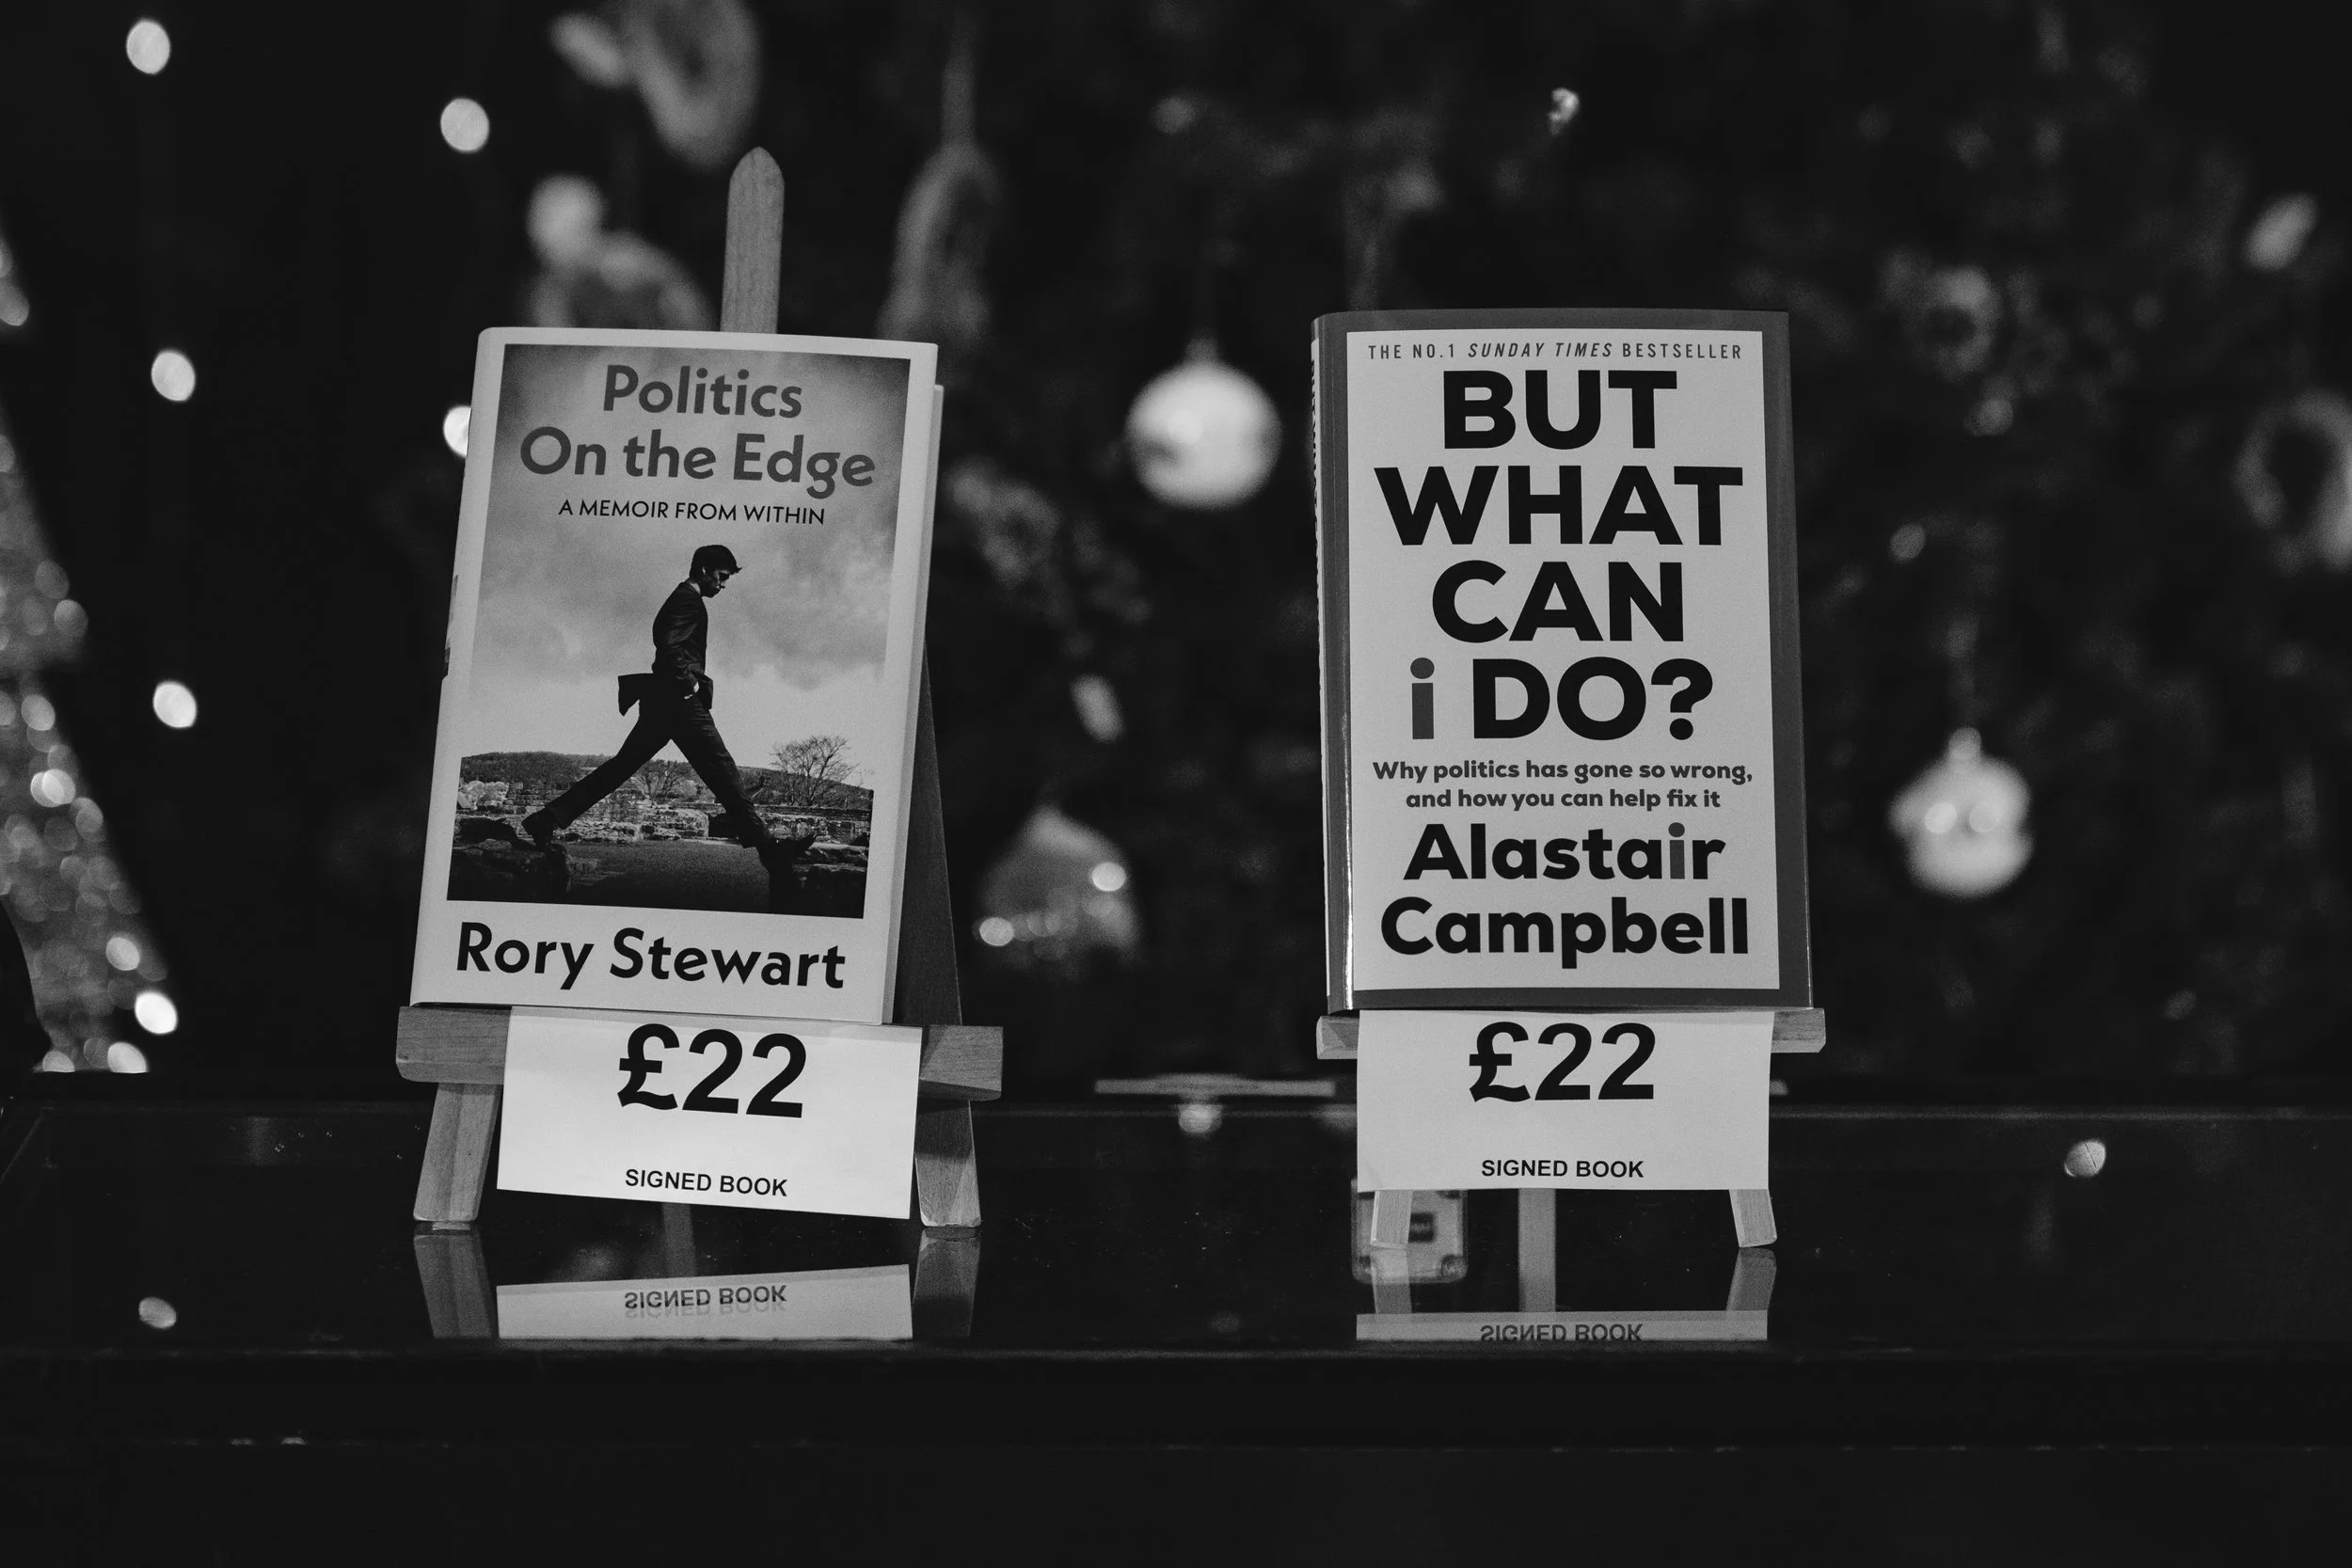 Politics
On the Edge
A MEMOIR FROM WITHIN
Rory Stewart
£22
SIGNED BOOK
SIGNED BOOK
THE NO.1 SUNDAY TIMES BESTSELLER
BUT
WHAT
CAN
i DO?
Why politics has gone so wrong,
and how you can help fix it
Alastair
Campbell
£22
SIGNED BOOK
SIGNED BOOK